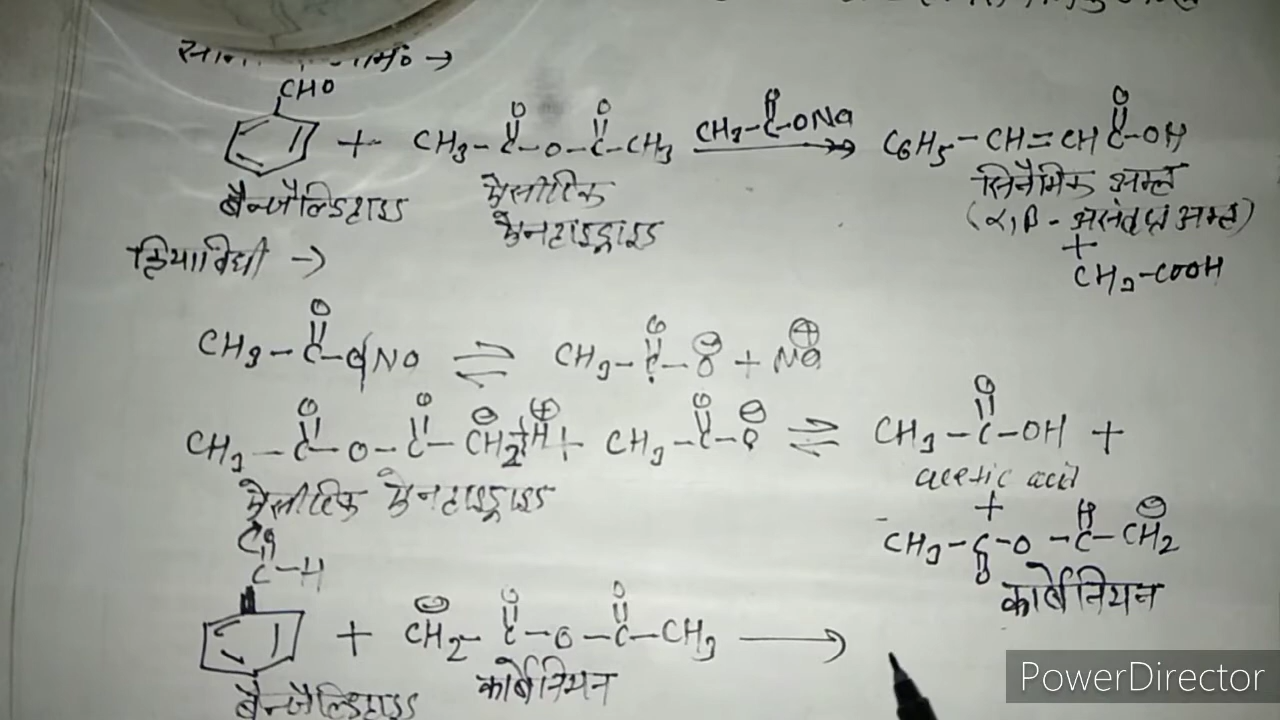 CHO
+ CH3-C-O-C-CH3 CH3-C-ONa → C6H5-CH=CH C-OH
बैन्जैल्डिहाइड ऐसीटिक सिनैमिक अम्ल
ऐनहाइड्राइड (α,β- असंतृप्त अम्ल)
+
क्रियाविधी → CH3-COOH
CH3-C-O Na ⇌ CH3-C-O⊖ + Na⊕
CH3-C-O-C-CH2 H + CH3-C-O⊖ ⇌ CH3-C-OH +
ऐसीटिक ऐनहाइड्राइड acetic acid
+
CH3-C-O-C-CH2⊖
C-H कार्बेनियन
+ CH2-C-O-C-CH3 →
बैन्जैल्डिहाइड कार्बेनियन
PowerDirector